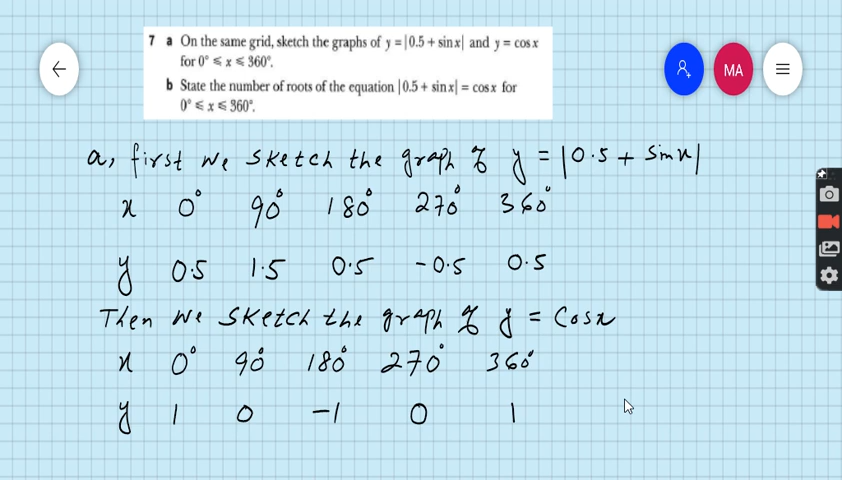 7 a On the same grid, sketch the graphs of y = |0.5 + sin x| and y = cos x
for 0° ⩽ x ⩽ 360°.
b State the number of roots of the equation |0.5 + sin x| = cos x for
0° ⩽ x ⩽ 360°.
MA
a, first we sketch the graph of y = |0.5 + sin x|
x 0° 90° 180° 270° 360°
y 0.5 1.5 0.5 -0.5 0.5
Then we sketch the graph of y = cos x
x 0° 90° 180° 270° 360°
y 1 0 -1 0 1